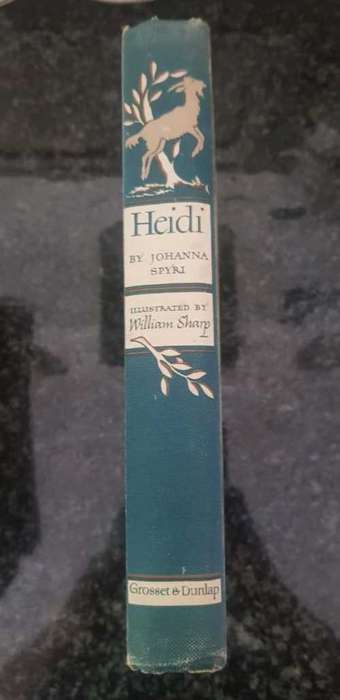 Heidi
BY JOHANNA
SPYRI
ILLUSTRATED BY
William Sharp
Grosset & Dunlap